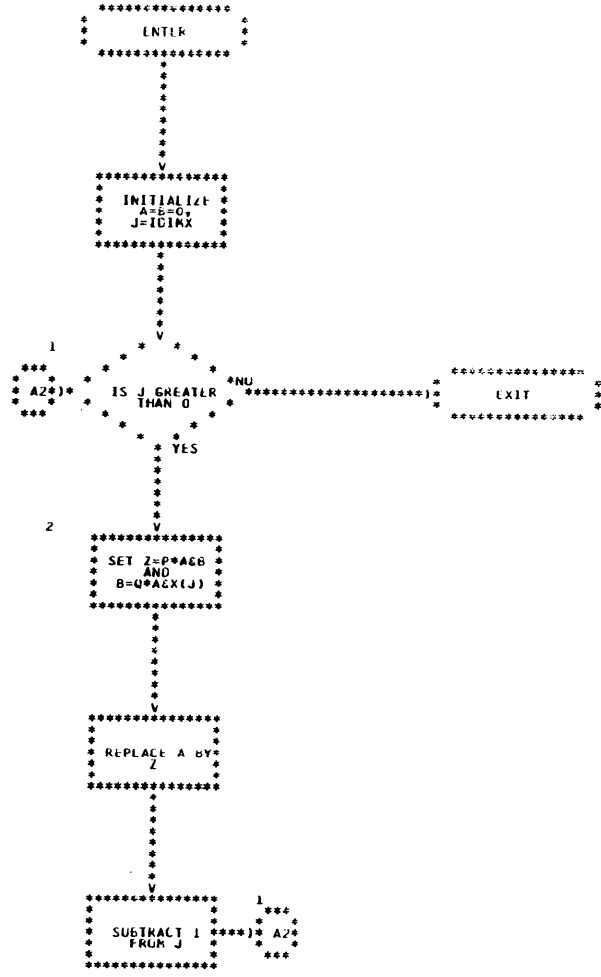 ENTER
INITIALIZE
A=B=0,
J=IDIMX
1
A2
IS J GREATER
THAN 0
NO
EXIT
YES
2
SET Z=P*A&B
AND
B=Q*A&X(J)
REPLACE A BY
Z
1
SUBTRACT 1
FROM J
A2